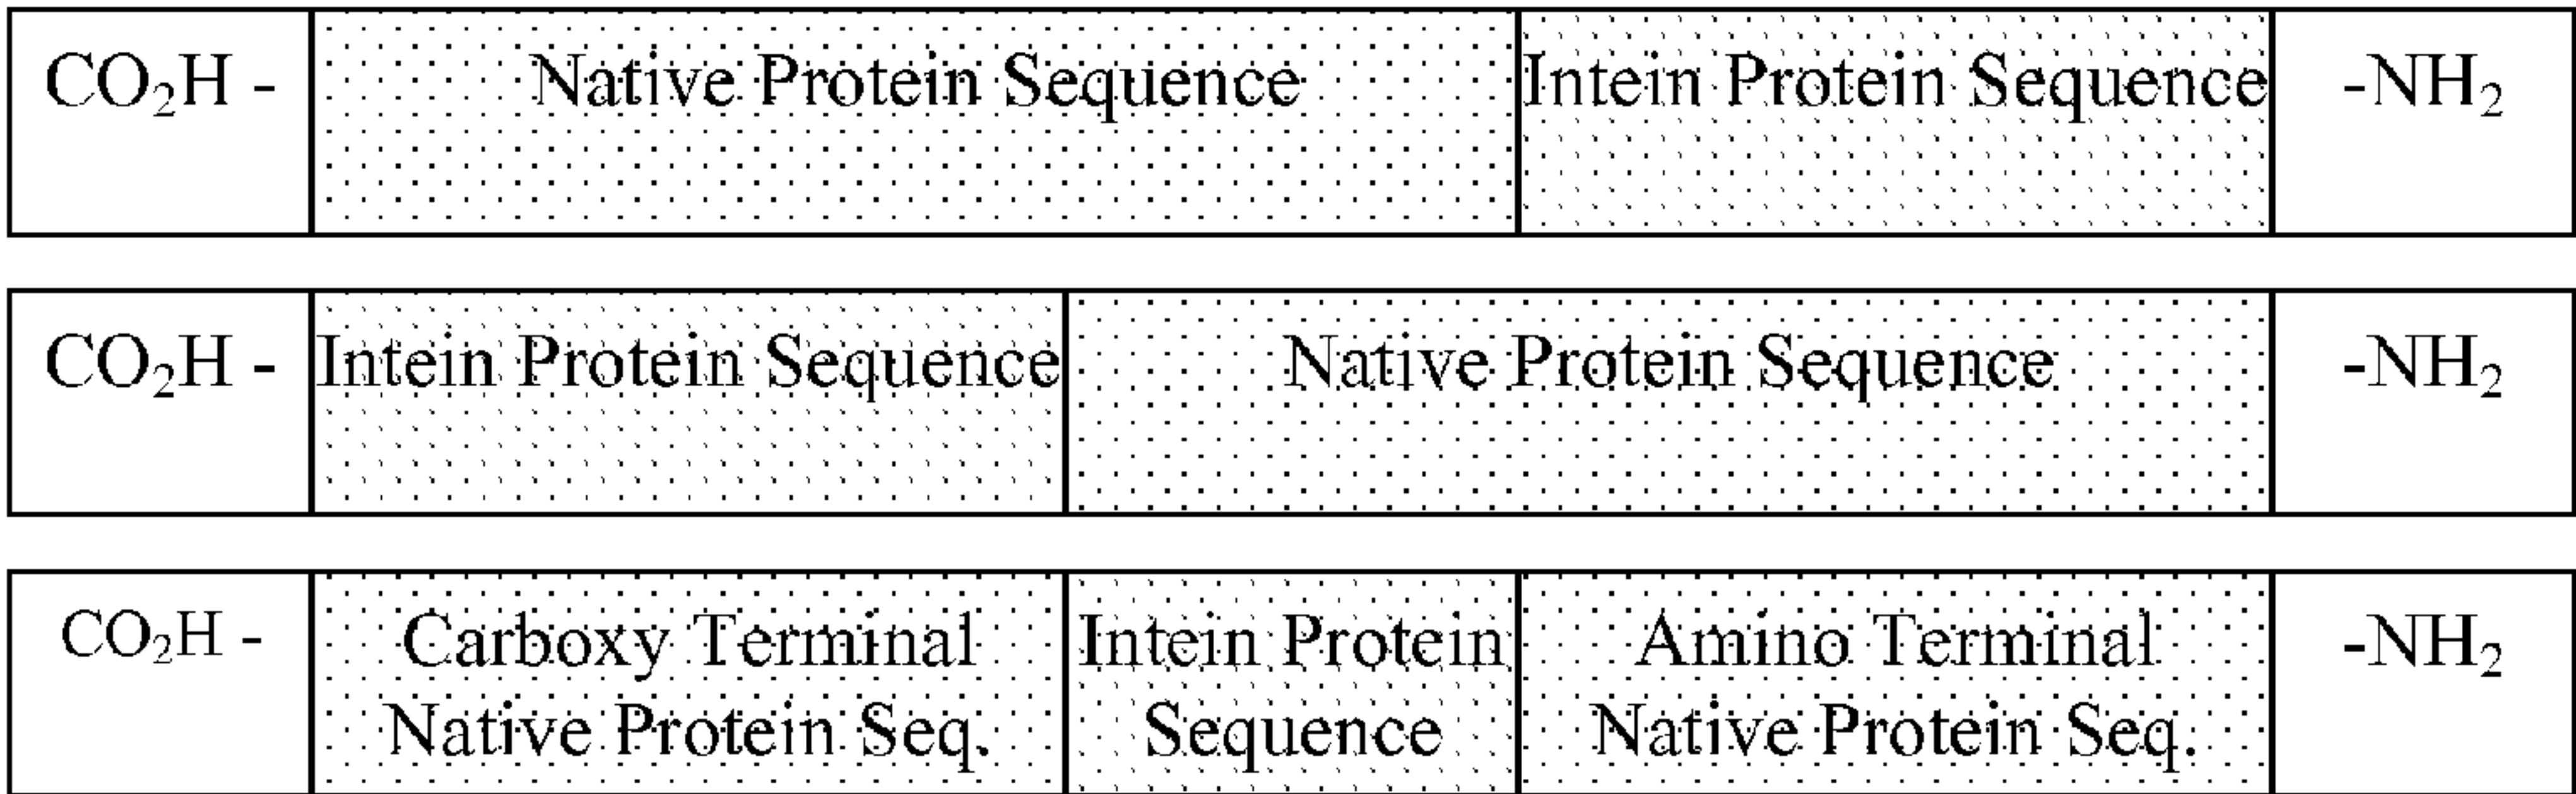 CO₂H - Native Protein Sequence Intein Protein Sequence -NH₂
CO₂H - Intein Protein Sequence Native Protein Sequence -NH₂
CO₂H - Carboxy Terminal Intein Protein Amino Terminal -NH₂
Native Protein Seq. Sequence Native Protein Seq.